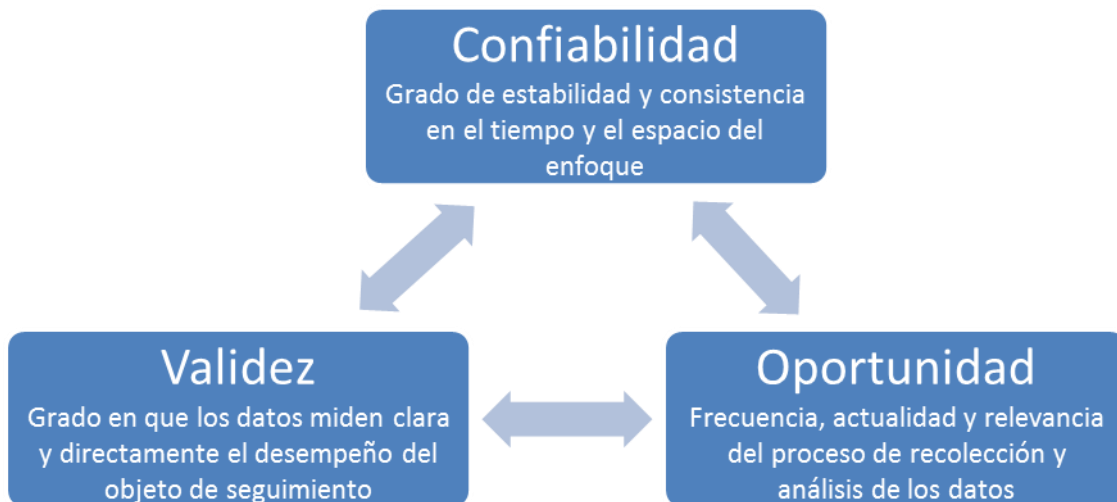 Confiabilidad
Grado de estabilidad y consistencia
en el tiempo y el espacio del
enfoque
Validez
Grado en que los datos miden clara
y directamente el desempeño del
objeto de seguimiento
Oportunidad
Frecuencia, actualidad y relevancia
del proceso de recolección y
análisis de los datos